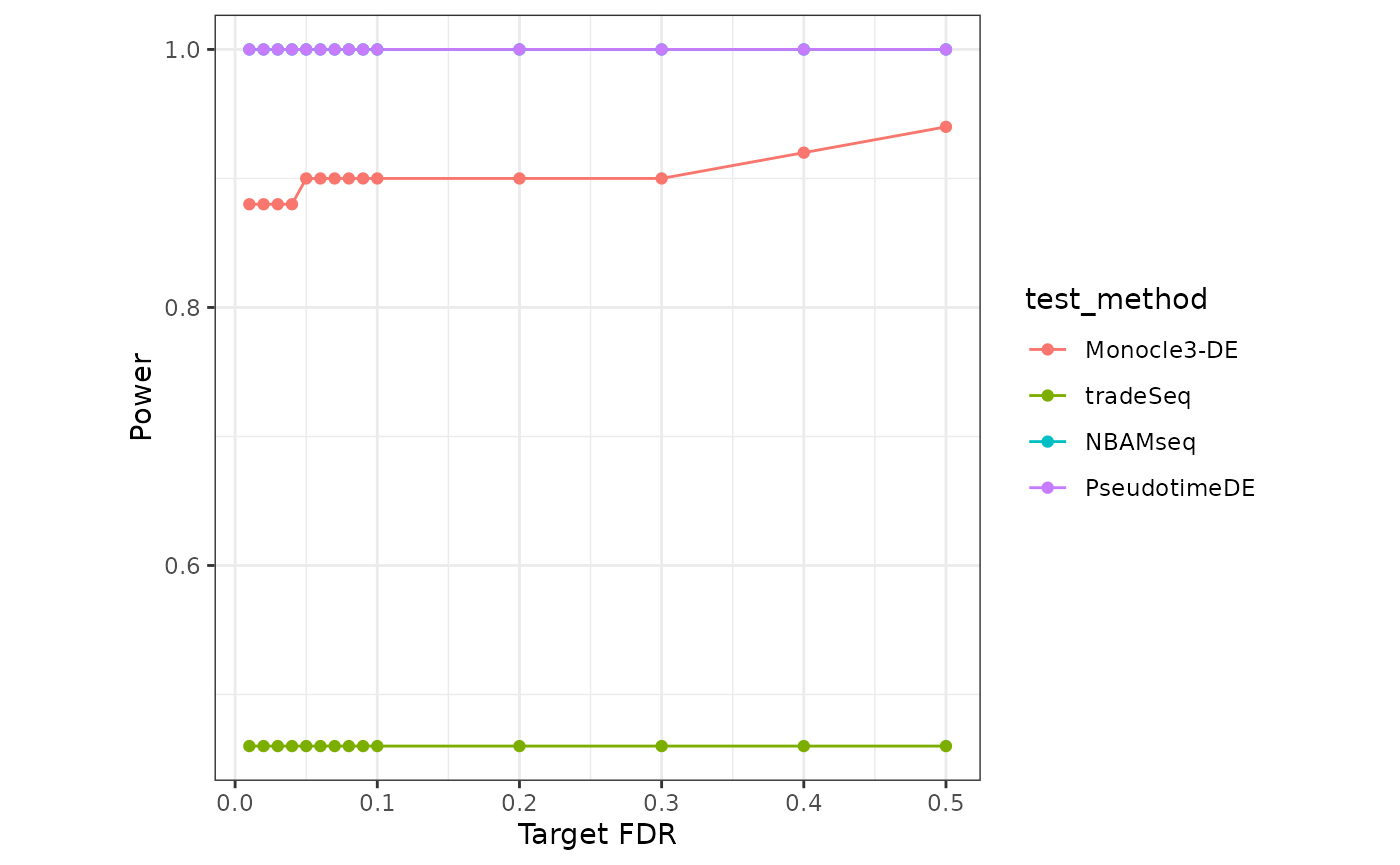 1.0
0.8
0.6
Power
0.0 0.1 0.2 0.3 0.4 0.5
Target FDR
test_method
Monocle3-DE
tradeSeq
NBAMseq
PseudotimeDE